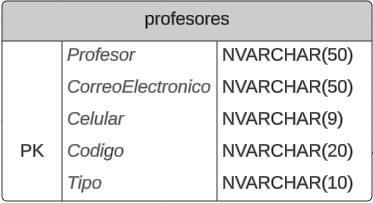 profesores
Profesor NVARCHAR(50)
CorreoElectronico NVARCHAR(50)
Celular NVARCHAR(9)
PK Codigo NVARCHAR(20)
Tipo NVARCHAR(10)